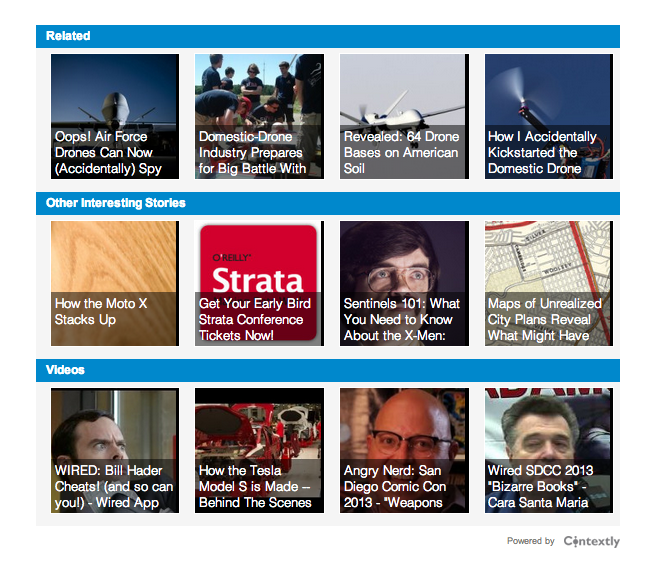 Related
Oops! Air Force
Drones Can Now
(Accidentally) Spy
Domestic-Drone
Industry Prepares
for Big Battle With
Revealed: 64 Drone
Bases on American
Soil
How I Accidentally
Kickstarted the
Domestic Drone
Other Interesting Stories
How the Moto X
Stacks Up
O'REILLY
Strata
Get Your Early Bird
Strata Conference
Tickets Now!
Sentinels 101: What
You Need to Know
About the X-Men:
WOOLSEY
Maps of Unrealized
City Plans Reveal
What Might Have
Videos
WIRED: Bill Hader
Cheats! (and so can
you!) - Wired App
How the Tesla
Model S is Made –
Behind The Scenes
Angry Nerd: San
Diego Comic Con
2013 - "Weapons
Wired SDCC 2013
"Bizarre Books" -
Cara Santa Maria
Powered by Contextly